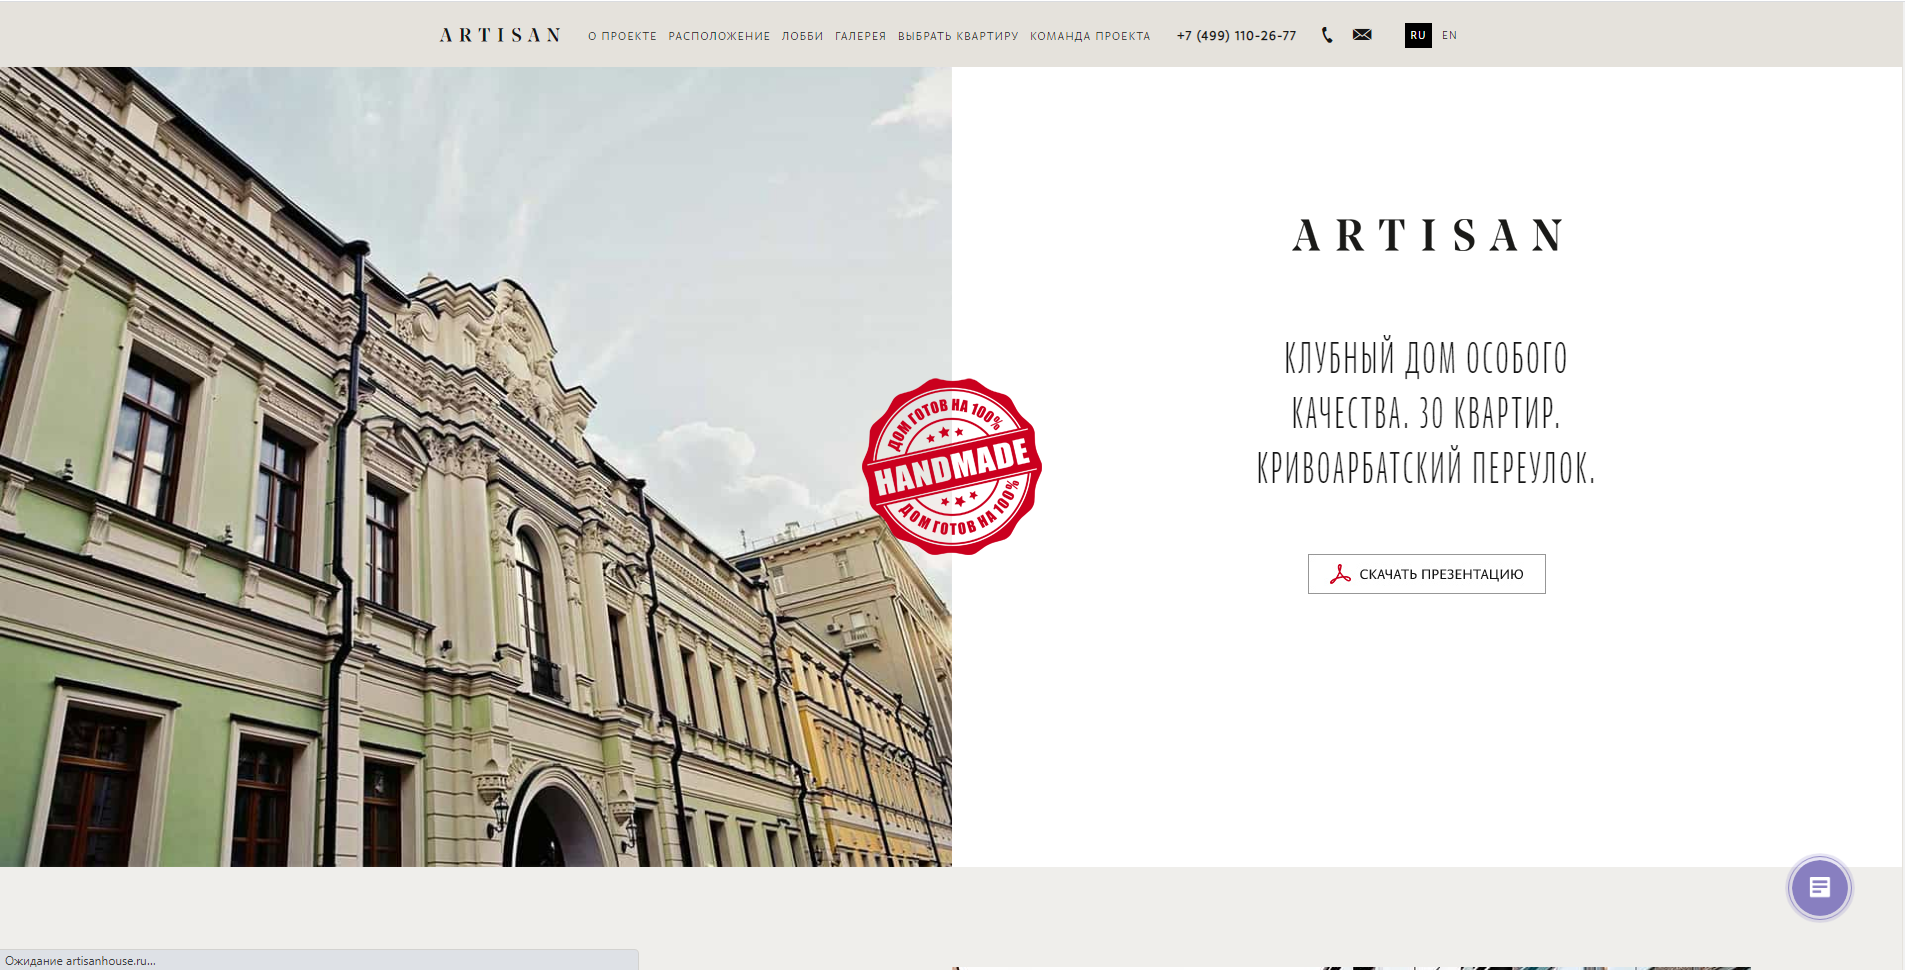 ARTISAN
О ПРОЕКТЕ РАСПОЛОЖЕНИЕ ЛОББИ ГАЛЕРЕЯ ВЫБРАТЬ КВАРТИРУ КОМАНДА ПРОЕКТА +7 (499) 110-26-77 RU EN
ARTISAN
КЛУБНЫЙ ДОМ ОСОБОГО
КАЧЕСТВА. 30 КВАРТИР.
КРИВОАРБАТСКИЙ ПЕРЕУЛОК.
ДОМ ГОТОВ НА 100%
HANDMADE
ДОМ ГОТОВ НА 100%
СКАЧАТЬ ПРЕЗЕНТАЦИЮ
Ожидание artisanhouse.ru...